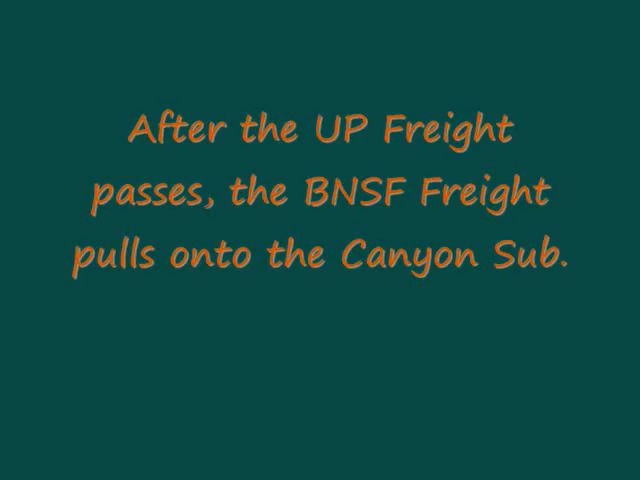 After the UP Freight
passes, the BNSF Freight
pulls onto the Canyon Sub.